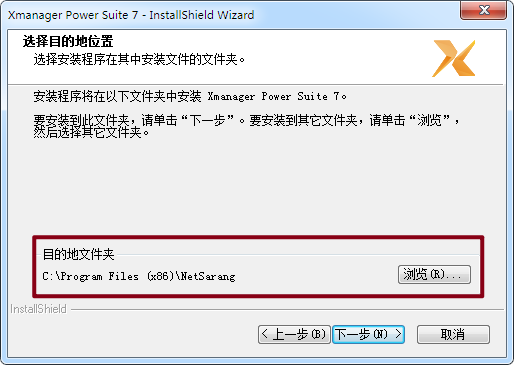 Xmanager Power Suite 7 - InstallShield Wizard
选择目的地位置
选择安装程序在其中安装文件的文件夹。
安装程序将在以下文件夹中安装 Xmanager Power Suite 7。
要安装到此文件夹，请单击“下一步”。要安装到其它文件夹，请单击“浏览”，
然后选择其它文件夹。
目的地文件夹
C:\Program Files (x86)\NetSarang
浏览(R)...
InstallShield
< 上一步(B)
下一步(N) >
取消